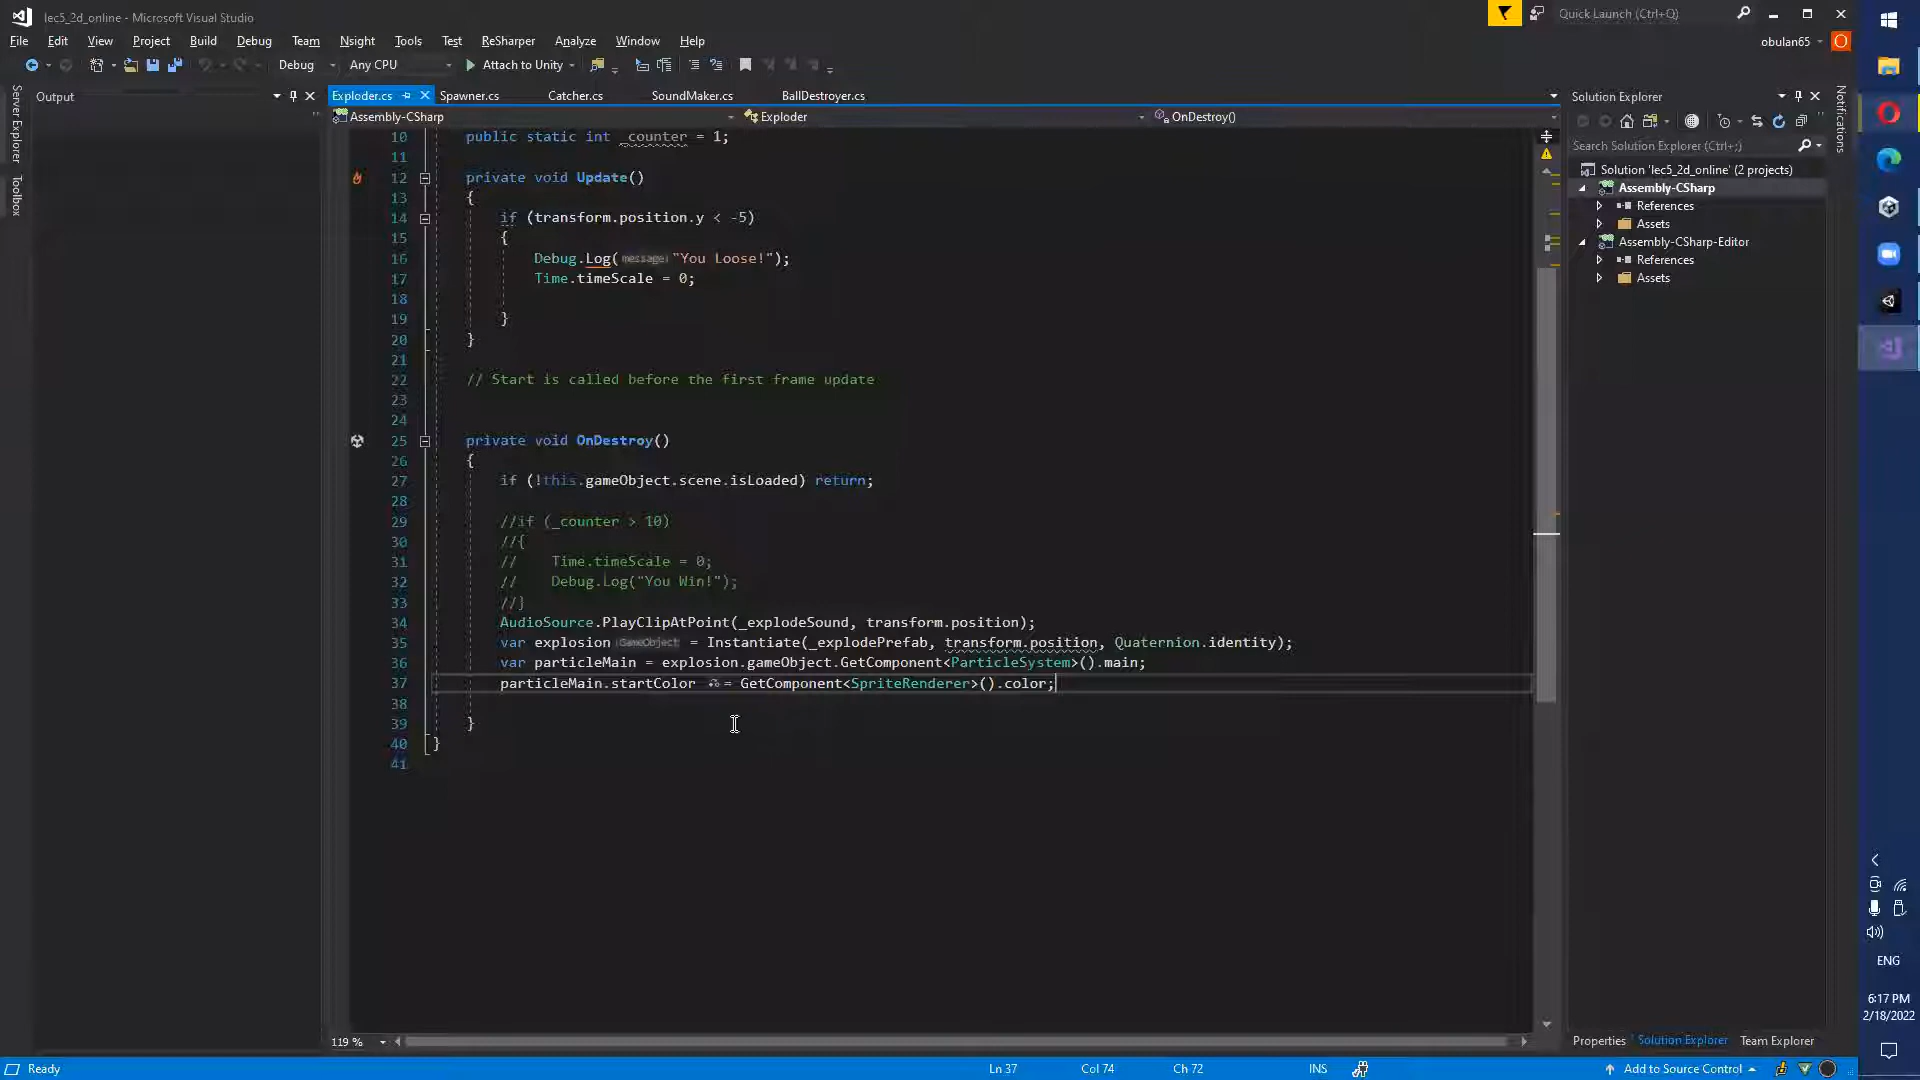 lec5_2d_online - Microsoft Visual Studio
Quick Launch (Ctrl+Q)
File Edit View Project Build Debug Team Nsight Tools Test ReSharper Analyze Window Help
obulan65 O
Debug Any CPU Attach to Unity
Server Explorer
Toolbox
Output
Exploder.cs Spawner.cs Catcher.cs SoundMaker.cs BallDestroyer.cs
Assembly-CSharp Exploder OnDestroy()
10 public static int _counter = 1;
11
12 private void Update()
13 {
14 if (transform.position.y < -5)
15 {
16 Debug.Log(message: "You Loose!");
17 Time.timeScale = 0;
18
19 }
20 }
21
22 // Start is called before the first frame update
23
24
25 private void OnDestroy()
26 {
27 if (!this.gameObject.scene.isLoaded) return;
28
29 //if (_counter > 10)
30 //{
31 // Time.timeScale = 0;
32 // Debug.Log("You Win!");
33 //}
34 AudioSource.PlayClipAtPoint(_explodeSound, transform.position);
35 var explosion :GameObject = Instantiate(_explodePrefab, transform.position, Quaternion.identity);
36 var particleMain = explosion.gameObject.GetComponent<ParticleSystem>().main;
37 particleMain.startColor = GetComponent<SpriteRenderer>().color;
38
39 }
40 }
41
119 %
Solution Explorer
Search Solution Explorer (Ctrl+;)
Solution 'lec5_2d_online' (2 projects)
Assembly-CSharp
References
Assets
Assembly-CSharp-Editor
References
Assets
Notifications
Properties Solution Explorer Team Explorer
Ready Ln 37 Col 74 Ch 72 INS Add to Source Control
ENG
6:17 PM
2/18/2022